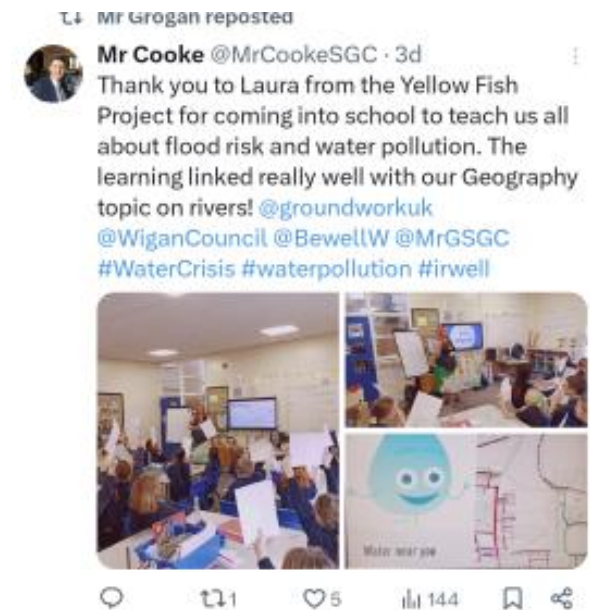 Mr Grogan reposted
Mr Cooke @MrCookeSGC · 3d
Thank you to Laura from the Yellow Fish
Project for coming into school to teach us all
about flood risk and water pollution. The
learning linked really well with our Geography
topic on rivers! @groundworkuk
@WiganCouncil @BewellW @MrGSGC
#WaterCrisis #waterpollution #irwell
Water near you
1
5
144